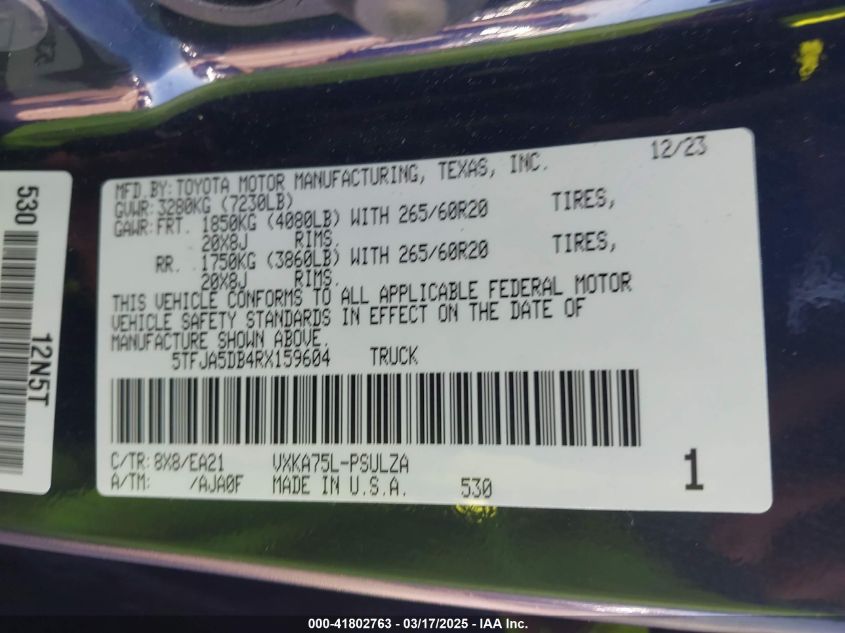 530
12N5T
12/23
MFD.BY:TOYOTA MOTOR MANUFACTURING, TEXAS, INC.
GVWR:3280KG (7230LB)
GAWR:FRT. 1850KG (4080LB) WITH 265/60R20 TIRES,
20X8J RIMS,
RR. 1750KG (3860LB) WITH 265/60R20 TIRES,
20X8J RIMS.
THIS VEHICLE CONFORMS TO ALL APPLICABLE FEDERAL MOTOR
VEHICLE SAFETY STANDARDS IN EFFECT ON THE DATE OF
MANUFACTURE SHOWN ABOVE.
5TFJA5DB4RX159604 TRUCK
C/TR:8X8/EA21 VXKA75L-PSULZA
A/TM: /AJA0F MADE IN U.S.A. 530
1
000-41802763 - 03/17/2025 - IAA Inc.